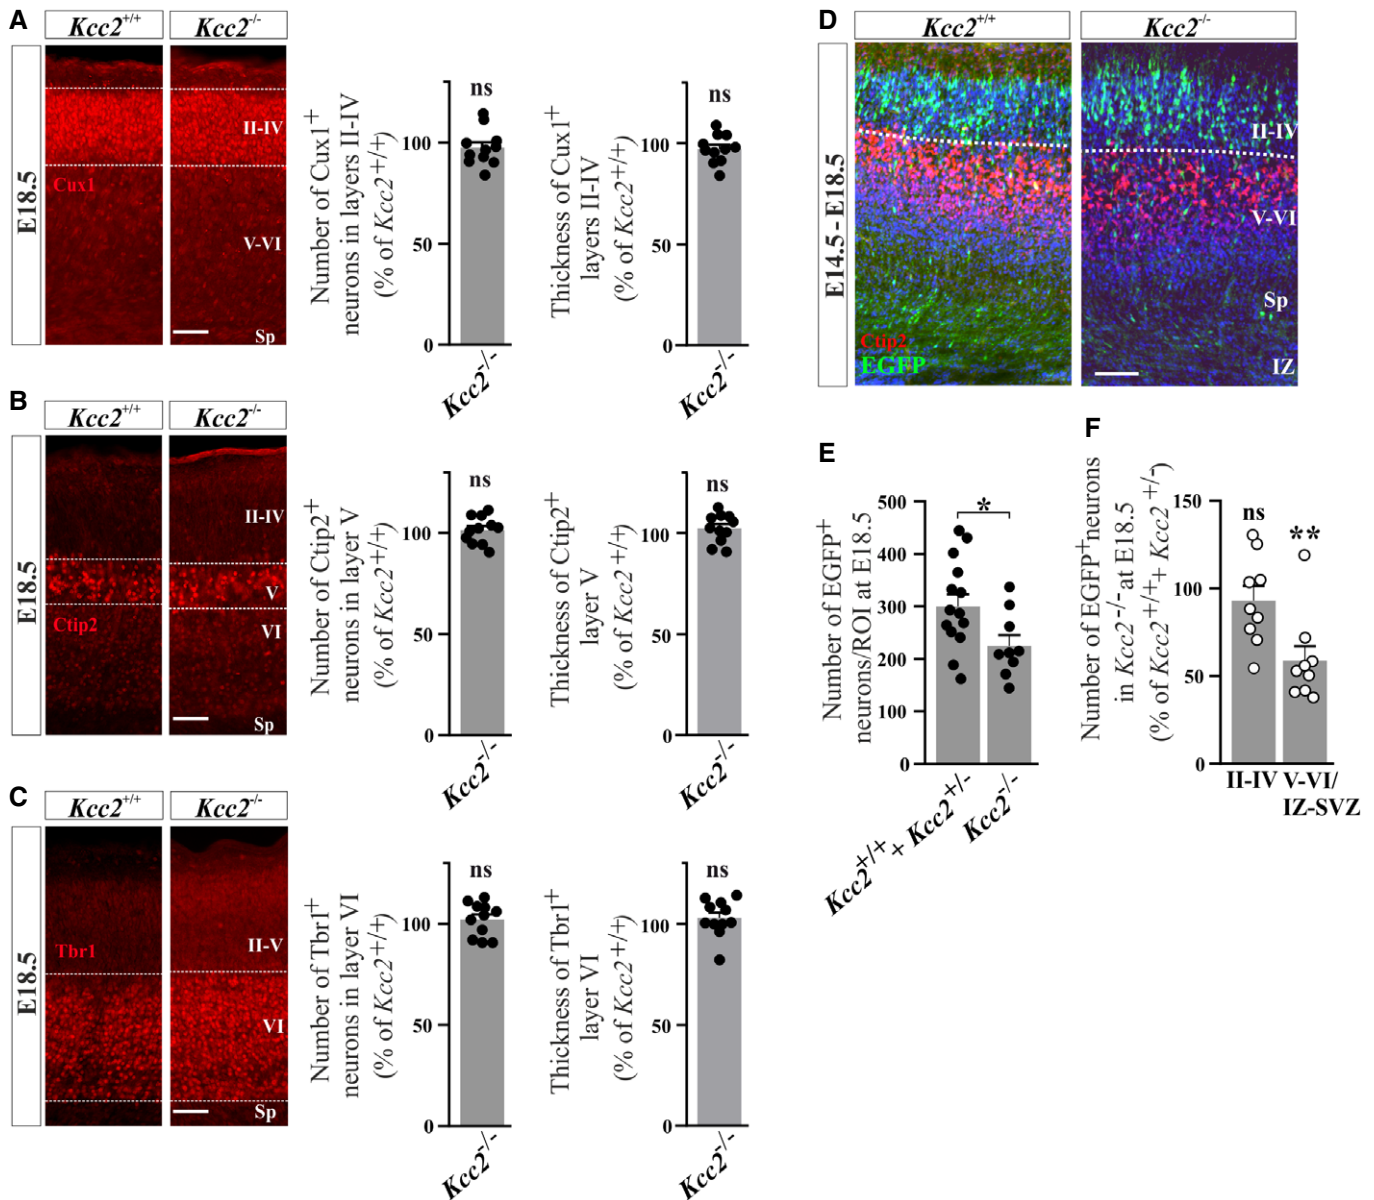 A
Kcc2+/+
Kcc2-/-
E18.5
Cux1
II-IV
V-VI
Sp
Number of Cux1+
neurons in layers II-IV
(% of Kcc2+/+)
100
50
0
ns
Kcc2-/-
Thickness of Cux1+
layers II-IV
(% of Kcc2+/+)
100
50
0
ns
Kcc2-/-
B
Kcc2+/+
Kcc2-/-
E18.5
Ctip2
II-IV
V
VI
Sp
Number of Ctip2+
neurons in layer V
(% of Kcc2+/+)
100
50
0
ns
Kcc2-/-
Thickness of Ctip2+
layer V
(% of Kcc2+/+)
100
50
0
ns
Kcc2-/-
C
Kcc2+/+
Kcc2-/-
E18.5
Tbr1
II-V
VI
Sp
Number of Tbr1+
neurons in layer VI
(% of Kcc2+/+)
100
50
0
ns
Kcc2-/-
Thickness of Tbr1+
layer VI
(% of Kcc2+/+)
100
50
0
ns
Kcc2-/-
D
Kcc2+/+
Kcc2-/-
E14.5 - E18.5
Ctip2
EGFP
II-IV
V-VI
Sp
IZ
E
Number of EGFP+
neurons/ROI at E18.5
500
400
300
200
100
0
*
Kcc2+/+ + Kcc2+/-
Kcc2-/-
F
Number of EGFP+neurons
in Kcc2-/- at E18.5
(% of Kcc2+/++ Kcc2+/-)
150
100
50
0
ns
**
II-IV
V-VI/
IZ-SVZ